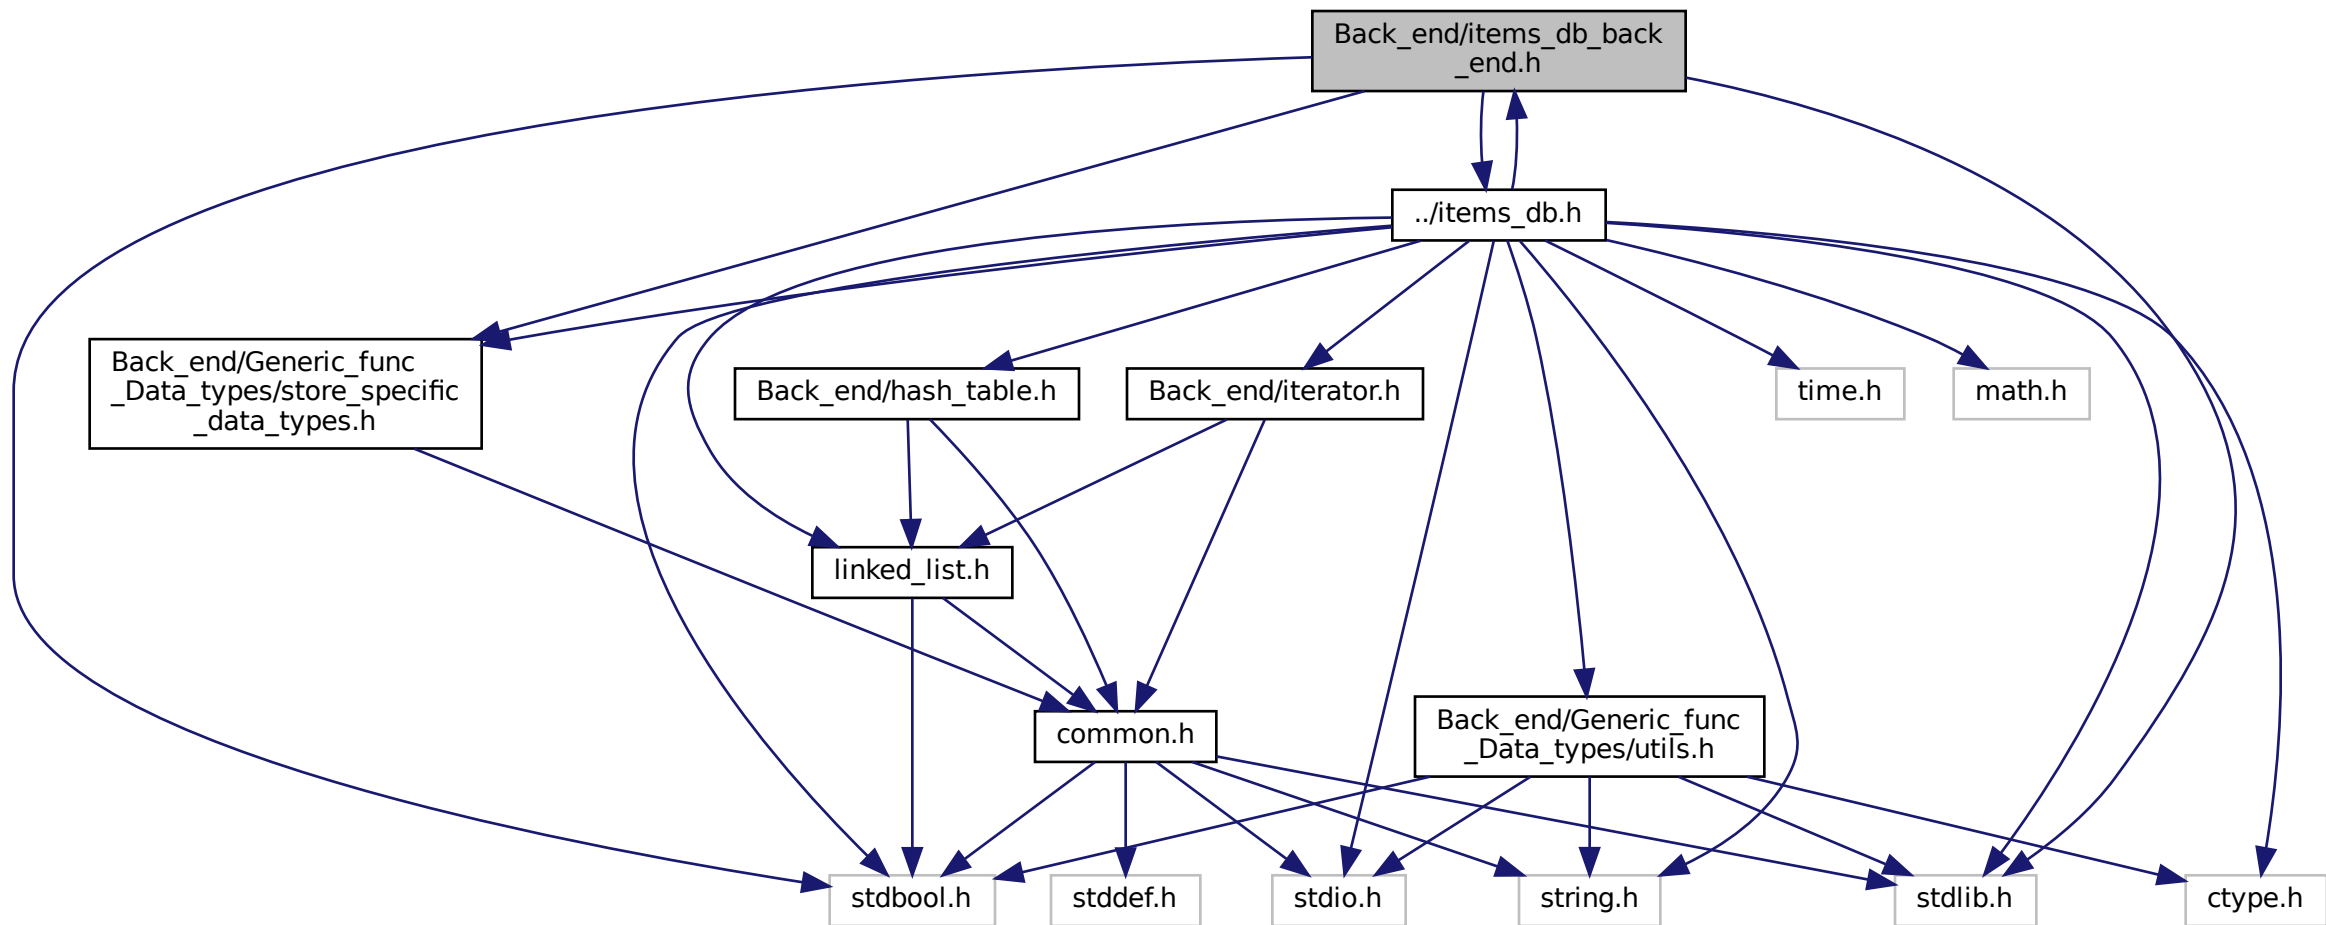 Back_end/items_db_back
_end.h
../items_db.h
Back_end/Generic_func
_Data_types/store_specific
_data_types.h
Back_end/hash_table.h
Back_end/iterator.h
time.h
math.h
linked_list.h
common.h
Back_end/Generic_func
_Data_types/utils.h
stdbool.h
stddef.h
stdio.h
string.h
stdlib.h
ctype.h